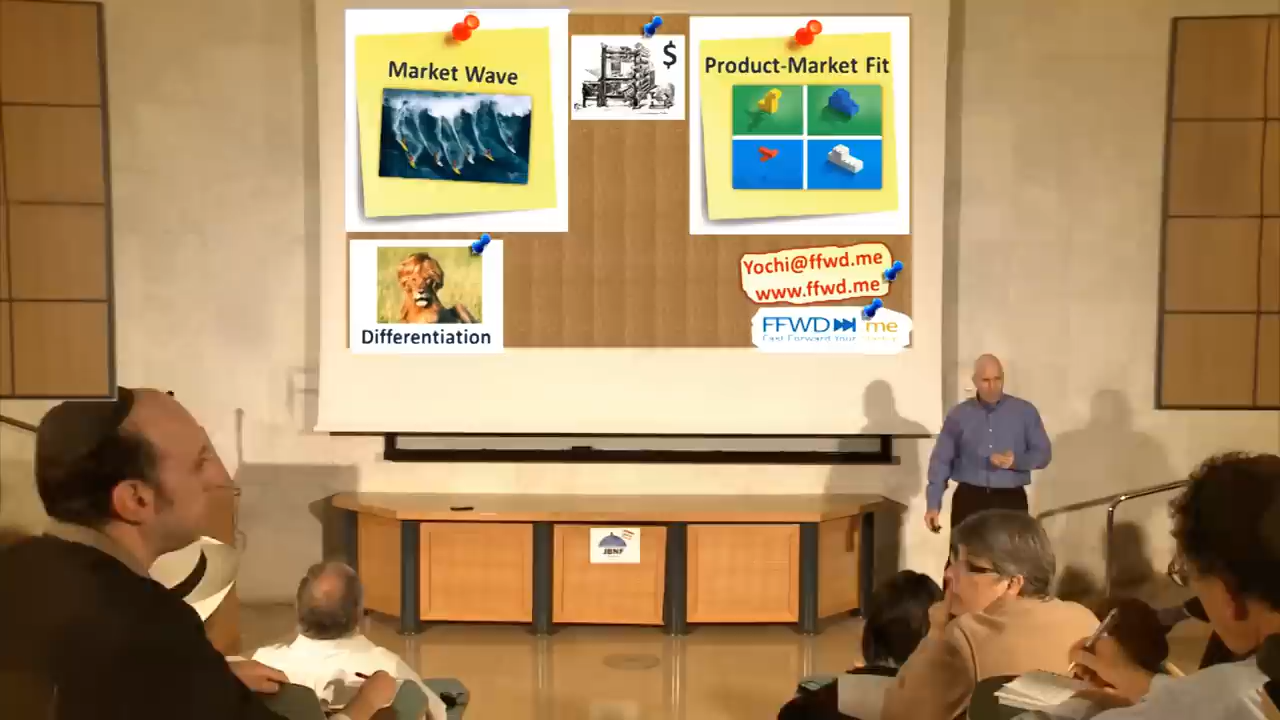 Market Wave
$
Product-Market Fit
Differentiation
Yochi@ffwd.me
www.ffwd.me
FFWD me
Fast Forward Your
JBNF